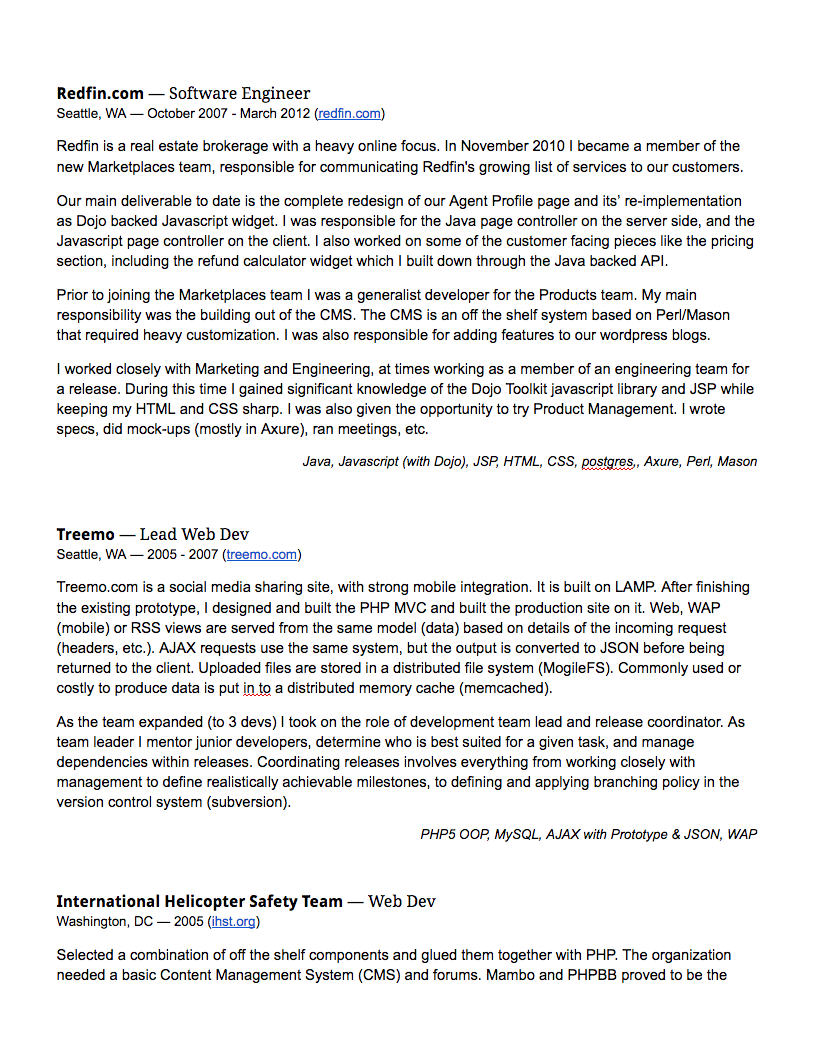 Redfin.com — Software Engineer
Seattle, WA — October 2007 - March 2012 (redfin.com)
Redfin is a real estate brokerage with a heavy online focus. In November 2010 I became a member of the
new Marketplaces team, responsible for communicating Redfin's growing list of services to our customers.
Our main deliverable to date is the complete redesign of our Agent Profile page and its’ re-implementation
as Dojo backed Javascript widget. I was responsible for the Java page controller on the server side, and the
Javascript page controller on the client. I also worked on some of the customer facing pieces like the pricing
section, including the refund calculator widget which I built down through the Java backed API.
Prior to joining the Marketplaces team I was a generalist developer for the Products team. My main
responsibility was the building out of the CMS. The CMS is an off the shelf system based on Perl/Mason
that required heavy customization. I was also responsible for adding features to our wordpress blogs.
I worked closely with Marketing and Engineering, at times working as a member of an engineering team for
a release. During this time I gained significant knowledge of the Dojo Toolkit javascript library and JSP while
keeping my HTML and CSS sharp. I was also given the opportunity to try Product Management. I wrote
specs, did mock-ups (mostly in Axure), ran meetings, etc.
Java, Javascript (with Dojo), JSP, HTML, CSS, postgres,, Axure, Perl, Mason
Treemo — Lead Web Dev
Seattle, WA — 2005 - 2007 (treemo.com)
Treemo.com is a social media sharing site, with strong mobile integration. It is built on LAMP. After finishing
the existing prototype, I designed and built the PHP MVC and built the production site on it. Web, WAP
(mobile) or RSS views are served from the same model (data) based on details of the incoming request
(headers, etc.). AJAX requests use the same system, but the output is converted to JSON before being
returned to the client. Uploaded files are stored in a distributed file system (MogileFS). Commonly used or
costly to produce data is put in to a distributed memory cache (memcached).
As the team expanded (to 3 devs) I took on the role of development team lead and release coordinator. As
team leader I mentor junior developers, determine who is best suited for a given task, and manage
dependencies within releases. Coordinating releases involves everything from working closely with
management to define realistically achievable milestones, to defining and applying branching policy in the
version control system (subversion).
PHP5 OOP, MySQL, AJAX with Prototype & JSON, WAP
International Helicopter Safety Team — Web Dev
Washington, DC — 2005 (ihst.org)
Selected a combination of off the shelf components and glued them together with PHP. The organization
needed a basic Content Management System (CMS) and forums. Mambo and PHPBB proved to be the